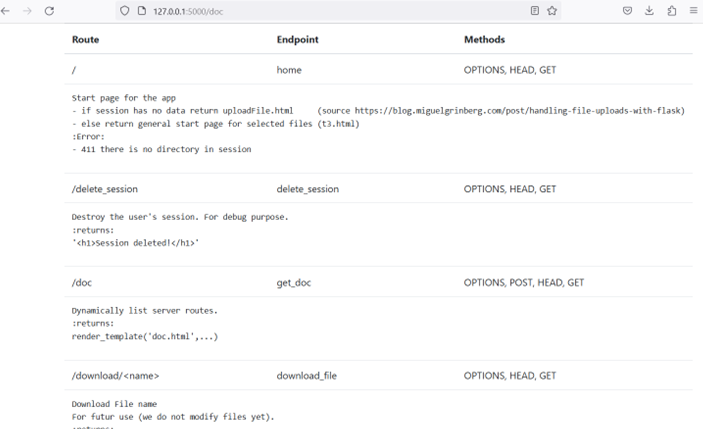 127.0.0.1:5000/doc
Route Endpoint Methods
/ home OPTIONS, HEAD, GET
Start page for the app
- if session has no data return uploadFile.html (source https://blog.miguelgrinberg.com/post/handling-file-uploads-with-flask)
- else return general start page for selected files (t3.html)
:Error:
- 411 there is no directory in session
/delete_session delete_session OPTIONS, HEAD, GET
Destroy the user's session. For debug purpose.
:returns:
'<h1>Session deleted!</h1>'
/doc get_doc OPTIONS, POST, HEAD, GET
Dynamically list server routes.
:returns:
render_template('doc.html',...)
/download/<name> download_file OPTIONS, HEAD, GET
Download File name
For futur use (we do not modify files yet).
:returns: